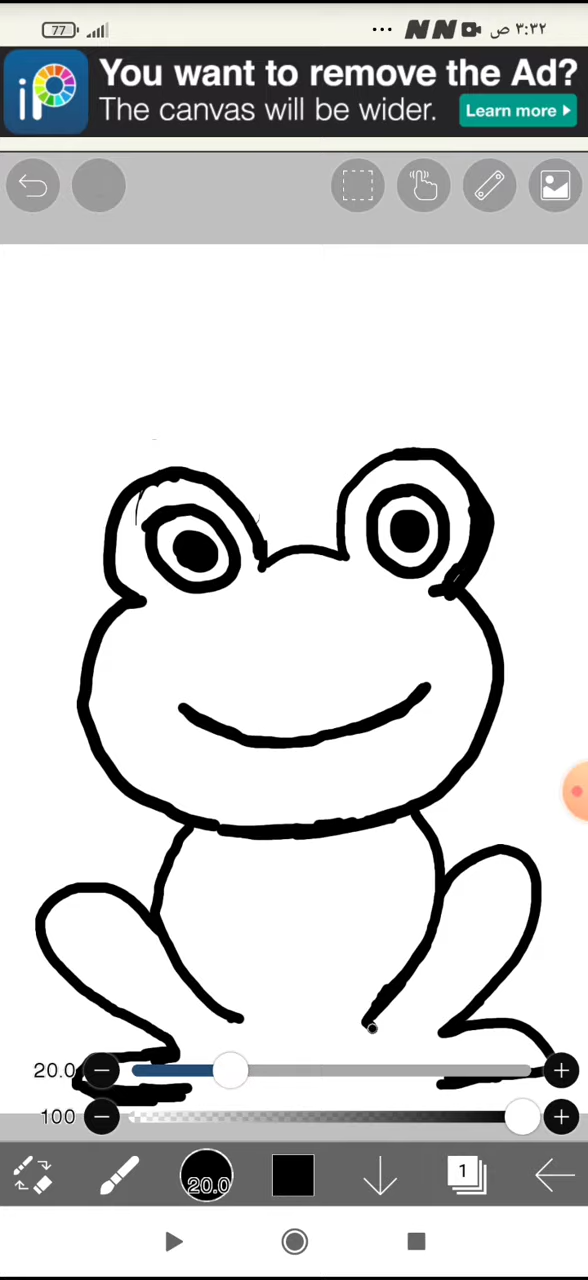 77 ••• ٣:٣٢ ص
iP You want to remove the Ad?
The canvas will be wider. Learn more
20.0
100
20.0 1